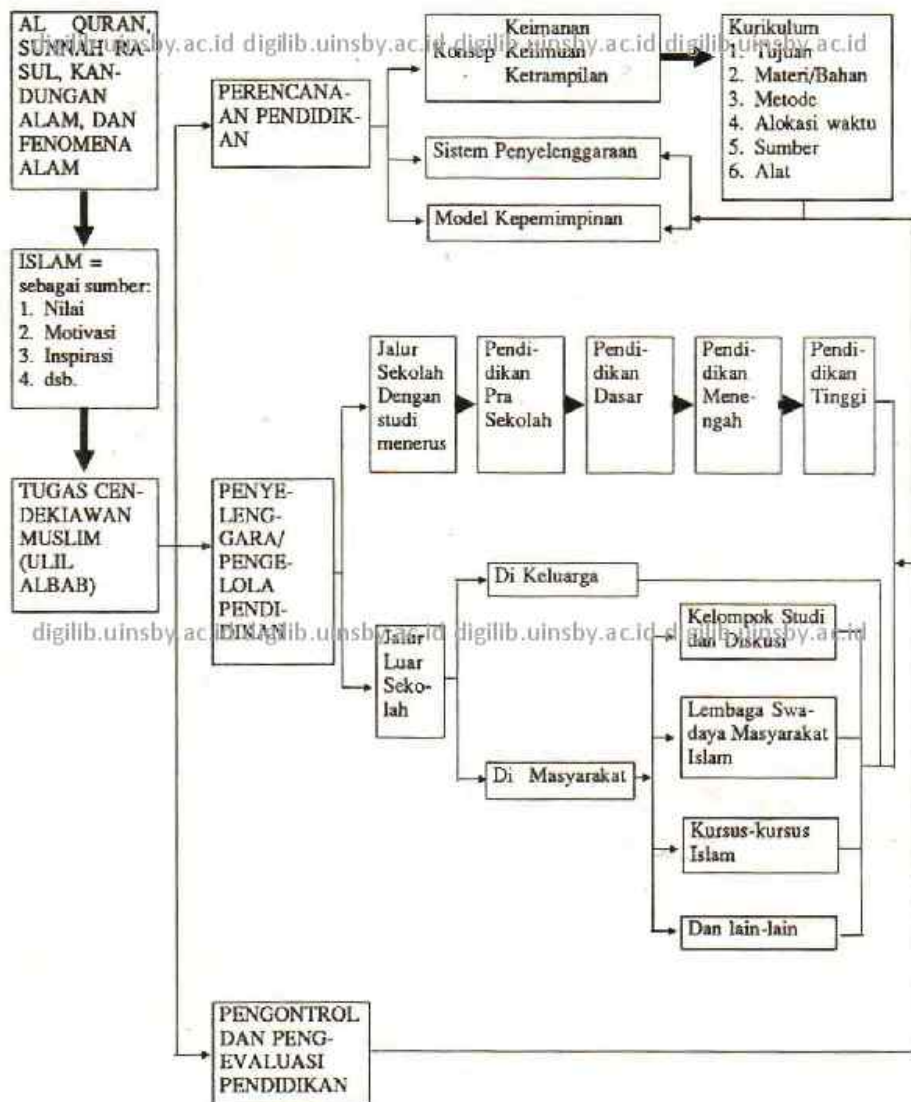 AL QURAN,
SUNNAH RA-
SUL, KAN-
DUNGAN
ALAM, DAN
FENOMENA
ALAM
digilib.uinsby.ac.id digilib.uinsby.ac.id digilib.uinsby.ac.id digilib.uinsby.ac.id
ISLAM =
sebagai sumber:
1. Nilai
2. Motivasi
3. Inspirasi
4. dsb.
TUGAS CEN-
DEKIAWAN
MUSLIM
(ULIL
ALBAB)
PERENCANA-
AN PENDIDIK-
AN
Keimanan
Konsep Keilmuan
Ketrampilan
Sistem Penyelenggaraan
Model Kepemimpinan
Kurikulum
1. Tujuan
2. Materi/Bahan
3. Metode
4. Alokasi waktu
5. Sumber
6. Alat
PENYE-
LENG-
GARA/
PENGE-
LOLA
PENDI-
DIKAN
Jalur
Sekolah
Dengan
studi
menerus
Pendi-
dikan
Pra
Sekolah
Pendi-
dikan
Dasar
Pendi-
dikan
Mene-
ngah
Pendi-
dikan
Tinggi
digilib.uinsby.ac.id digilib.uinsby.ac.id digilib.uinsby.ac.id digilib.uinsby.ac.id
Jalur
Luar
Seko-
lah
Di Keluarga
Di Masyarakat
Kelompok Studi
dan Diskusi
Lembaga Swa-
daya Masyarakat
Islam
Kursus-kursus
Islam
Dan lain-lain
PENGONTROL
DAN PENG-
EVALUASI
PENDIDIKAN